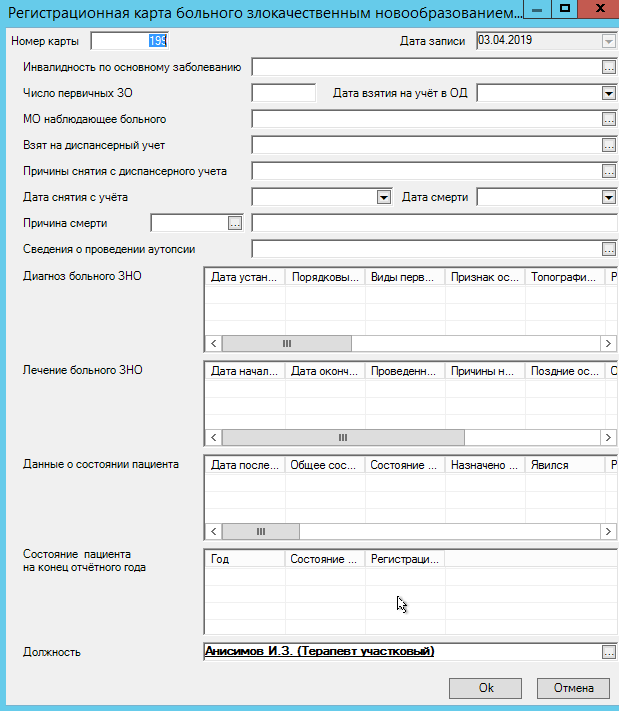 Регистрационная карта больного злокачественным новообразованием...
Номер карты 199 Дата записи 03.04.2019
Инвалидность по основному заболеванию
Число первичных ЗО Дата взятия на учёт в ОД
МО наблюдающее больного
Взят на диспансерный учет
Причины снятия с диспансерного учета
Дата снятия с учёта Дата смерти
Причина смерти
Сведения о проведении аутопсии
Диагноз больного ЗНО Дата устан... Порядковы... Виды перв... Признак ос... Топографи... Р
Лечение больного ЗНО Дата начал... Дата оконч... Проведенн... Причины н... Поздние ос...
Данные о состоянии пациента Дата после... Общее сос... Состояние ... Назначено ... Явился Р
Состояние пациента
на конец отчётного года
Год Состояние ... Регистраци...
Должность Анисимов И.З. (Терапевт участковый)
Ok Отмена